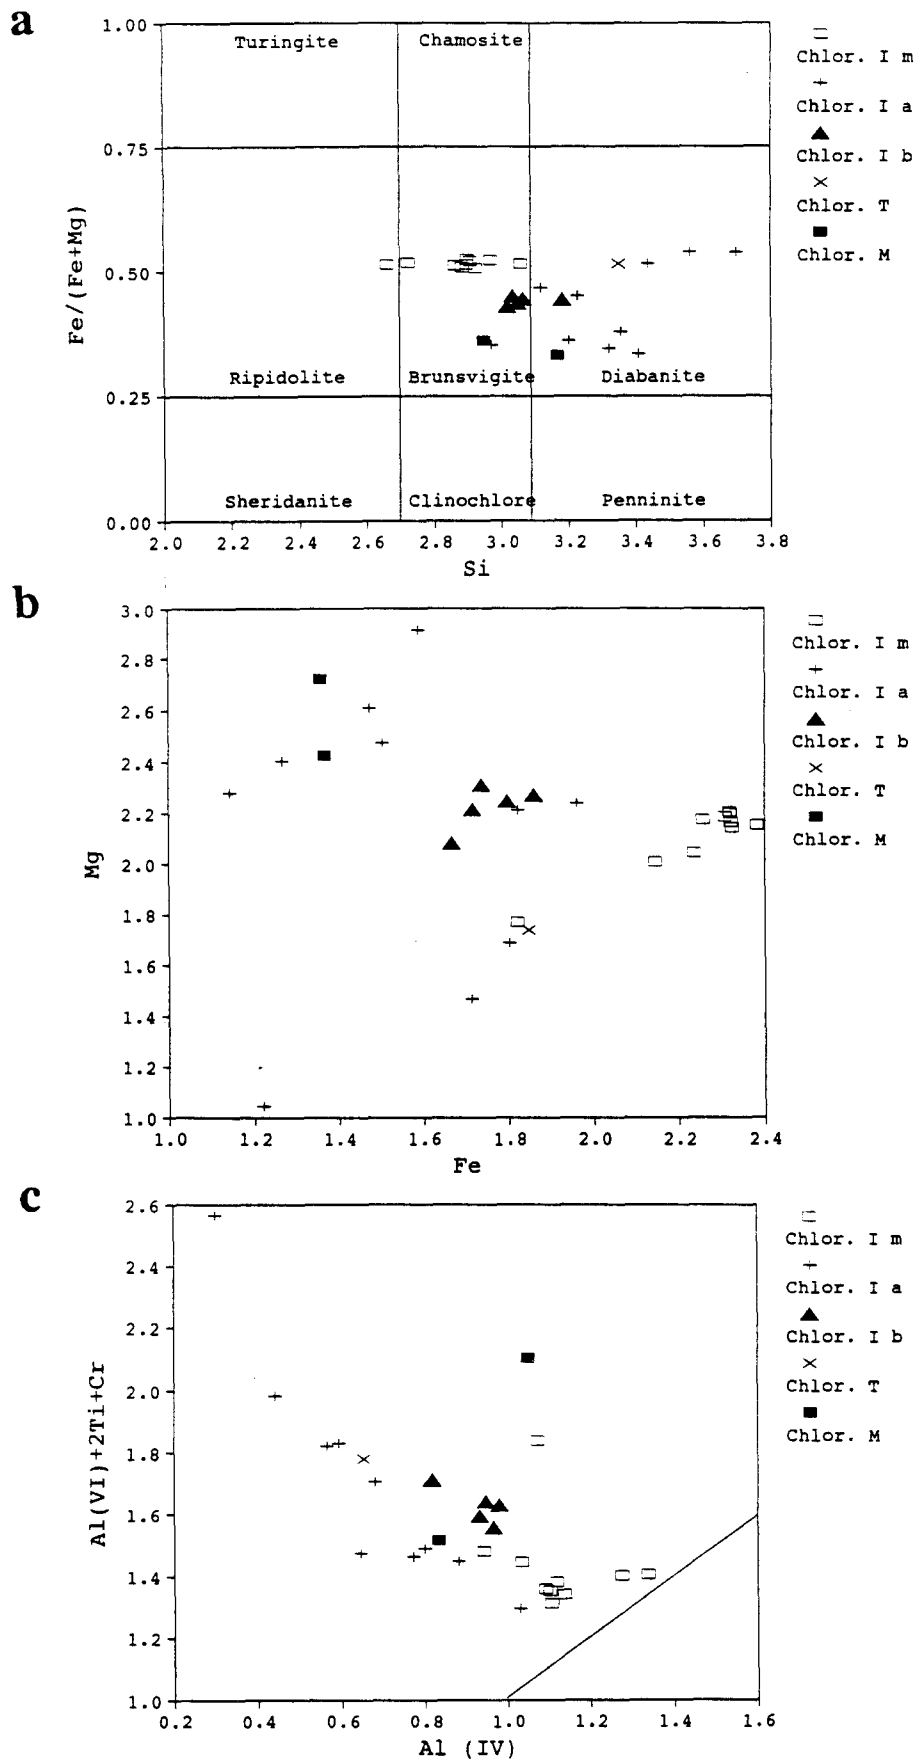 a
1.00
0.75
0.50
0.25
0.00
Fe/(Fe+Mg)
Turingite
Chamosite
Ripidolite
Brunsvigite
Diabanite
Sheridanite
Clinochlore
Penninite
2.0 2.2 2.4 2.6 2.8 3.0 3.2 3.4 3.6 3.8
Si
Chlor. I m
Chlor. I a
Chlor. I b
Chlor. T
Chlor. M
b
3.0
2.8
2.6
2.4
2.2
2.0
1.8
1.6
1.4
1.2
1.0
Mg
1.0 1.2 1.4 1.6 1.8 2.0 2.2 2.4
Fe
Chlor. I m
Chlor. I a
Chlor. I b
Chlor. T
Chlor. M
c
2.6
2.4
2.2
2.0
1.8
1.6
1.4
1.2
1.0
Al(VI)+2Ti+Cr
0.2 0.4 0.6 0.8 1.0 1.2 1.4 1.6
Al (IV)
Chlor. I m
Chlor. I a
Chlor. I b
Chlor. T
Chlor. M